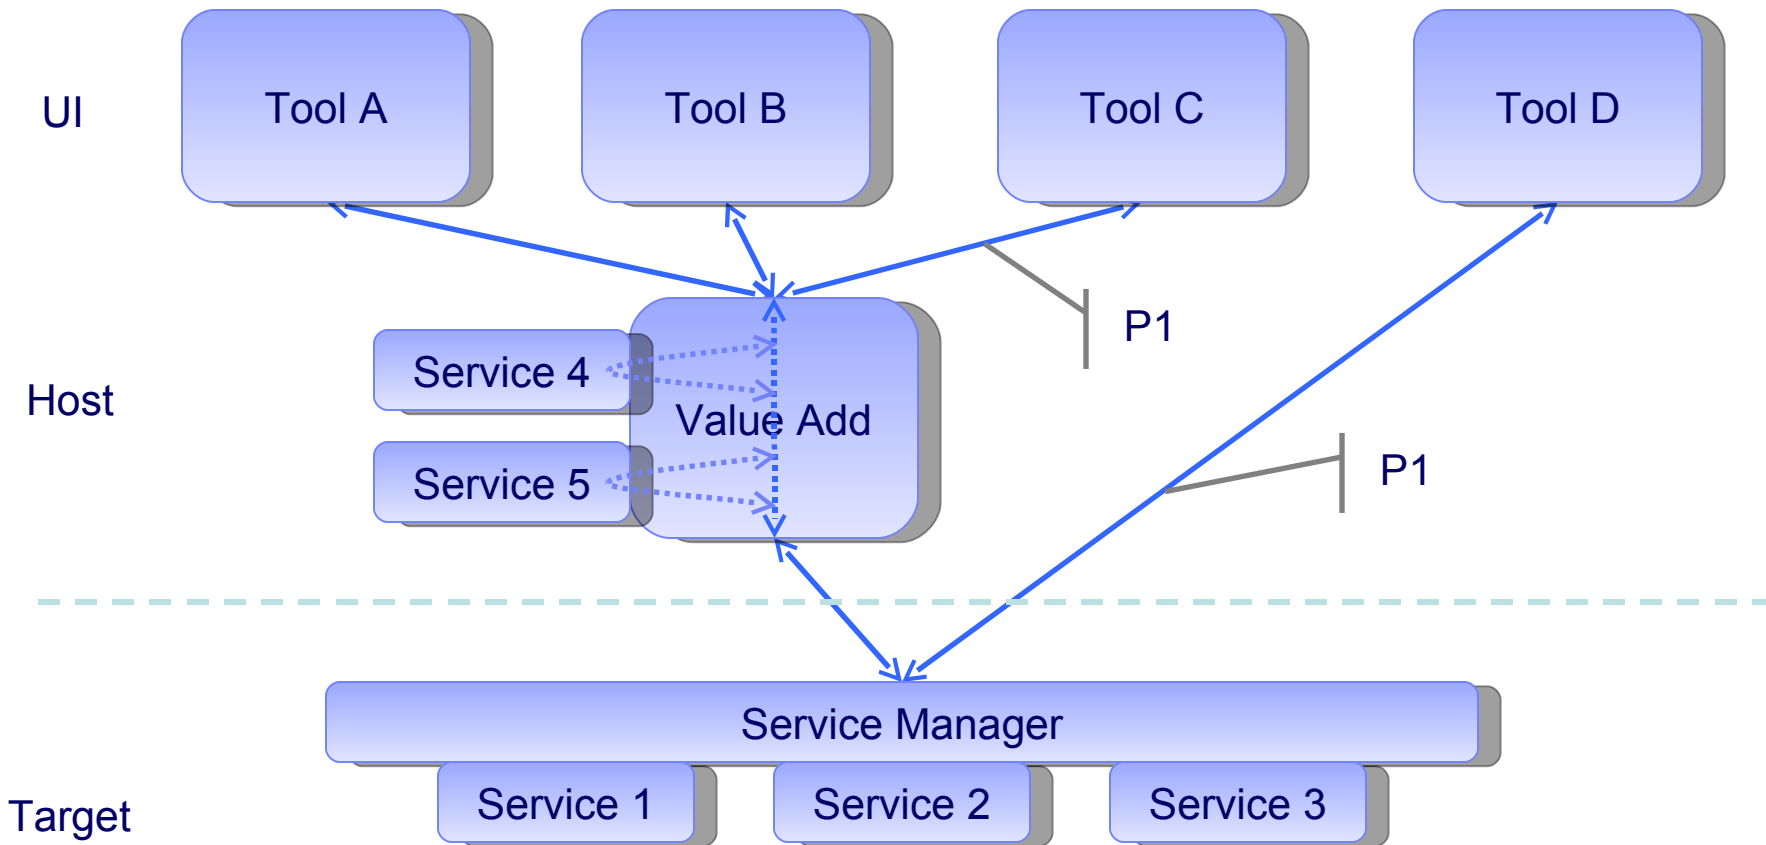 UI
Tool A
Tool B
Tool C
Tool D
P1
Host
Service 4
Value Add
Service 5
P1
Service Manager
Target
Service 1
Service 2
Service 3